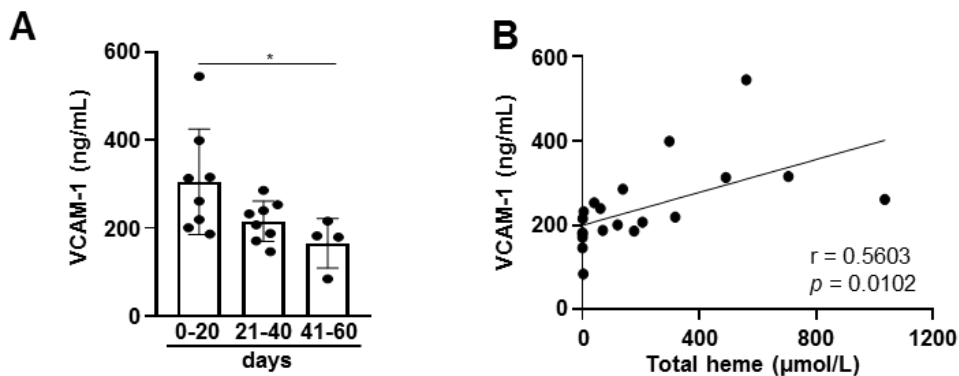 A
VCAM-1 (ng/mL)
600
400
200
0
*
0-20 21-40 41-60
days
B
VCAM-1 (ng/mL)
600
400
200
0
r = 0.5603
p = 0.0102
0 400 800 1200
Total heme (µmol/L)